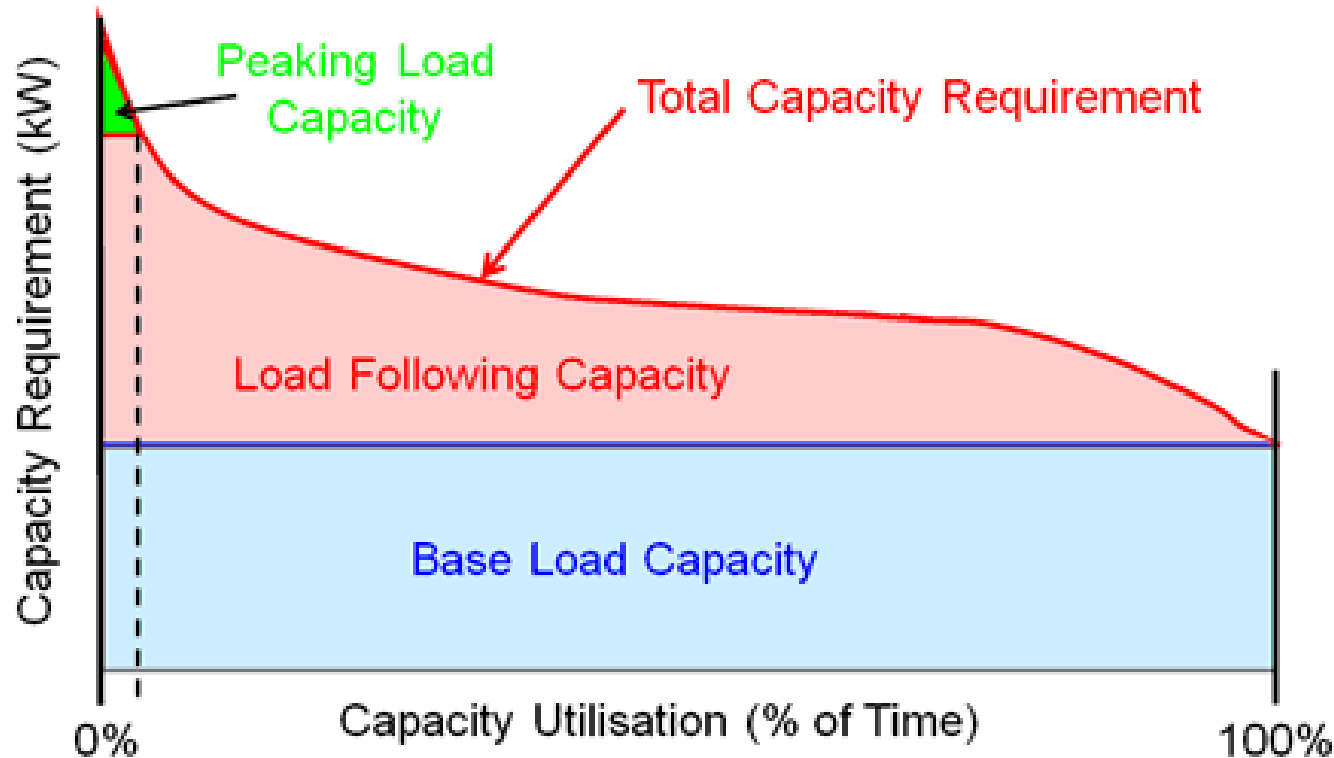 Peaking Load
Capacity
Total Capacity Requirement
Capacity Requirement (kW)
Load Following Capacity
Base Load Capacity
0%
Capacity Utilisation (% of Time)
100%